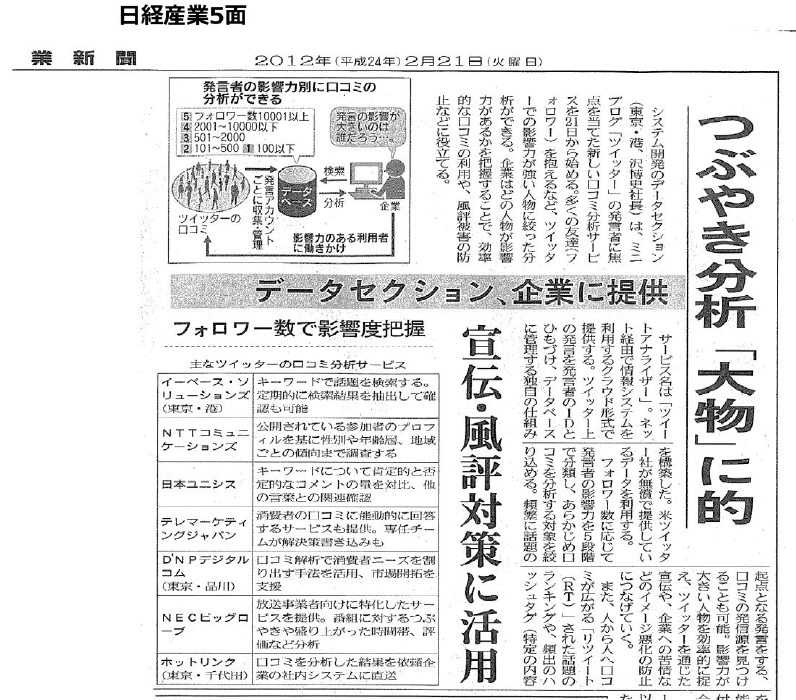 日経産業5面
業新聞
2012年(平成24年)2月21日(火曜日)
つぶやき分析「大物」に的
データセクション、企業に提供
宣伝・風評対策に活用
フォロワー数で影響度把握
システム開発のデータセクション
(東京・港、沢博史社長)は、ミニ
ブログ「ツイッター」の発言者に焦
点を当てた新しい口コミ分析サービ
スを21日から始める。多くの友達(フ
ォロワー)を抱えるなど、ツイッタ
ーでの影響力が強い人物に絞った分
析ができる。企業はどの人物が影響
力があるかを把握することで、効率
的な口コミの利用や、風評被害の防
止などに役立てる。
発言者の影響力別に口コミの
分析ができる
5 フォロワー数10001以上
4 2001~10000以下
3 501~2000
2 101~500 1 100以下
発言の影響が
大きいのは
誰だろう…
ツイッターの
口コミ
発言アカウント
ごとに収集・管理
データ
ベース
検索
分析
企業
影響力のある利用者
に働きかけ
サービス名は「ツイー
トアナライザー」。ネッ
ト経由で情報システムを
利用するクラウド形式で
提供する。ツイッター上
の発言を発言者のIDと
ひもづけ、データベース
に管理する独自の仕組み
を構築した。米ツイッタ
ー社が無償で提供してい
るデータを利用する。
フォロワー数に応じて
発言者の影響力を5段階
で分類し、あらかじめ口
コミを分析する対象を絞
り込める。頻繁に話題の
起点となる発言をする、
口コミの発信源を見つけ
ることも可能。影響力が
大きい人物を効率的に捉
え、ツイッターを通じた
宣伝や、企業への苦情な
どのイメージ悪化の防止
につなげていく。
また、人から人へ口コ
ミが広がる「リツイート
(RT)」された話題の
ランキングや、頻出のハ
ッシュタグ(特定の内容
主なツイッターの口コミ分析サービス
イーベース・ソ
リューションズ
(東京・港)
キーワードで話題を検索する。
定期的に検索結果を抽出して確
認も可能
NTTコミュニ
ケーションズ
公開されている参加者のプロフ
ィルを基に性別や年齢層、地域
ごとの傾向まで調査する
日本ユニシス
キーワードについて肯定的と否
定的なコメントの量を対比、他
の言葉との関連確認
テレマーケティ
ングジャパン
消費者の口コミに能動的に回答
するサービスも提供。専任チー
ムが解決策書き込みも
DNPデジタル
コム
(東京・品川)
口コミ解析で消費者ニーズを割
り出す手法を活用、市場開拓を
支援
NECビッグロ
ーブ
放送事業者向けに特化したサー
ビスを提供。番組に対するつぶ
やきや盛り上がった時間帯、評
価など分析
ホットリンク
(東京・千代田)
口コミを分析した結果を依頼企
業の社内システムに直送